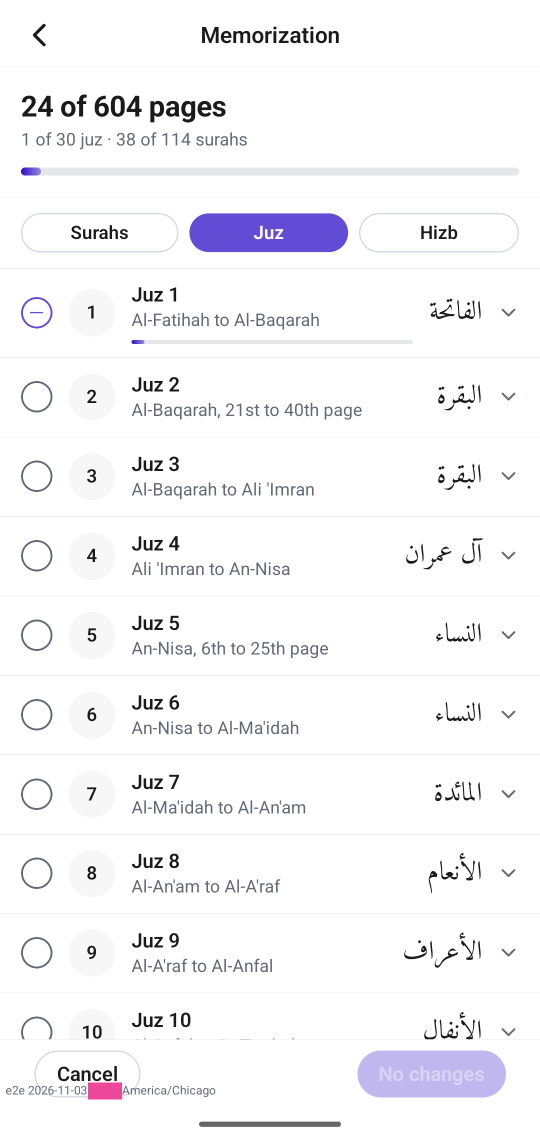 Memorization
24 of 604 pages
1 of 30 juz · 38 of 114 surahs
Surahs
Juz
Hizb
1
Juz 1
Al-Fatihah to Al-Baqarah
الفاتحة
2
Juz 2
Al-Baqarah, 21st to 40th page
البقرة
3
Juz 3
Al-Baqarah to Ali 'Imran
البقرة
4
Juz 4
Ali 'Imran to An-Nisa
آل عمران
5
Juz 5
An-Nisa, 6th to 25th page
النساء
6
Juz 6
An-Nisa to Al-Ma'idah
النساء
7
Juz 7
Al-Ma'idah to Al-An'am
المائدة
8
Juz 8
Al-An'am to Al-A'raf
الأنعام
9
Juz 9
Al-A'raf to Al-Anfal
الأعراف
10
Juz 10
الأنفال
Cancel
No changes
e2e 2026-11-03 America/Chicago